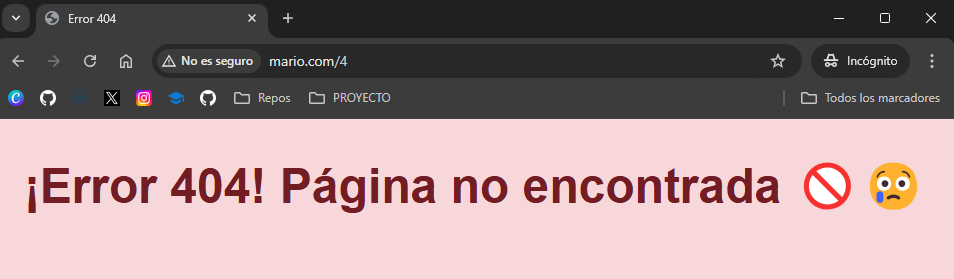 Error 404
No es seguro
mario.com/4
Incógnito
Repos
PROYECTO
Todos los marcadores
¡Error 404! Página no encontrada 🚫 😢